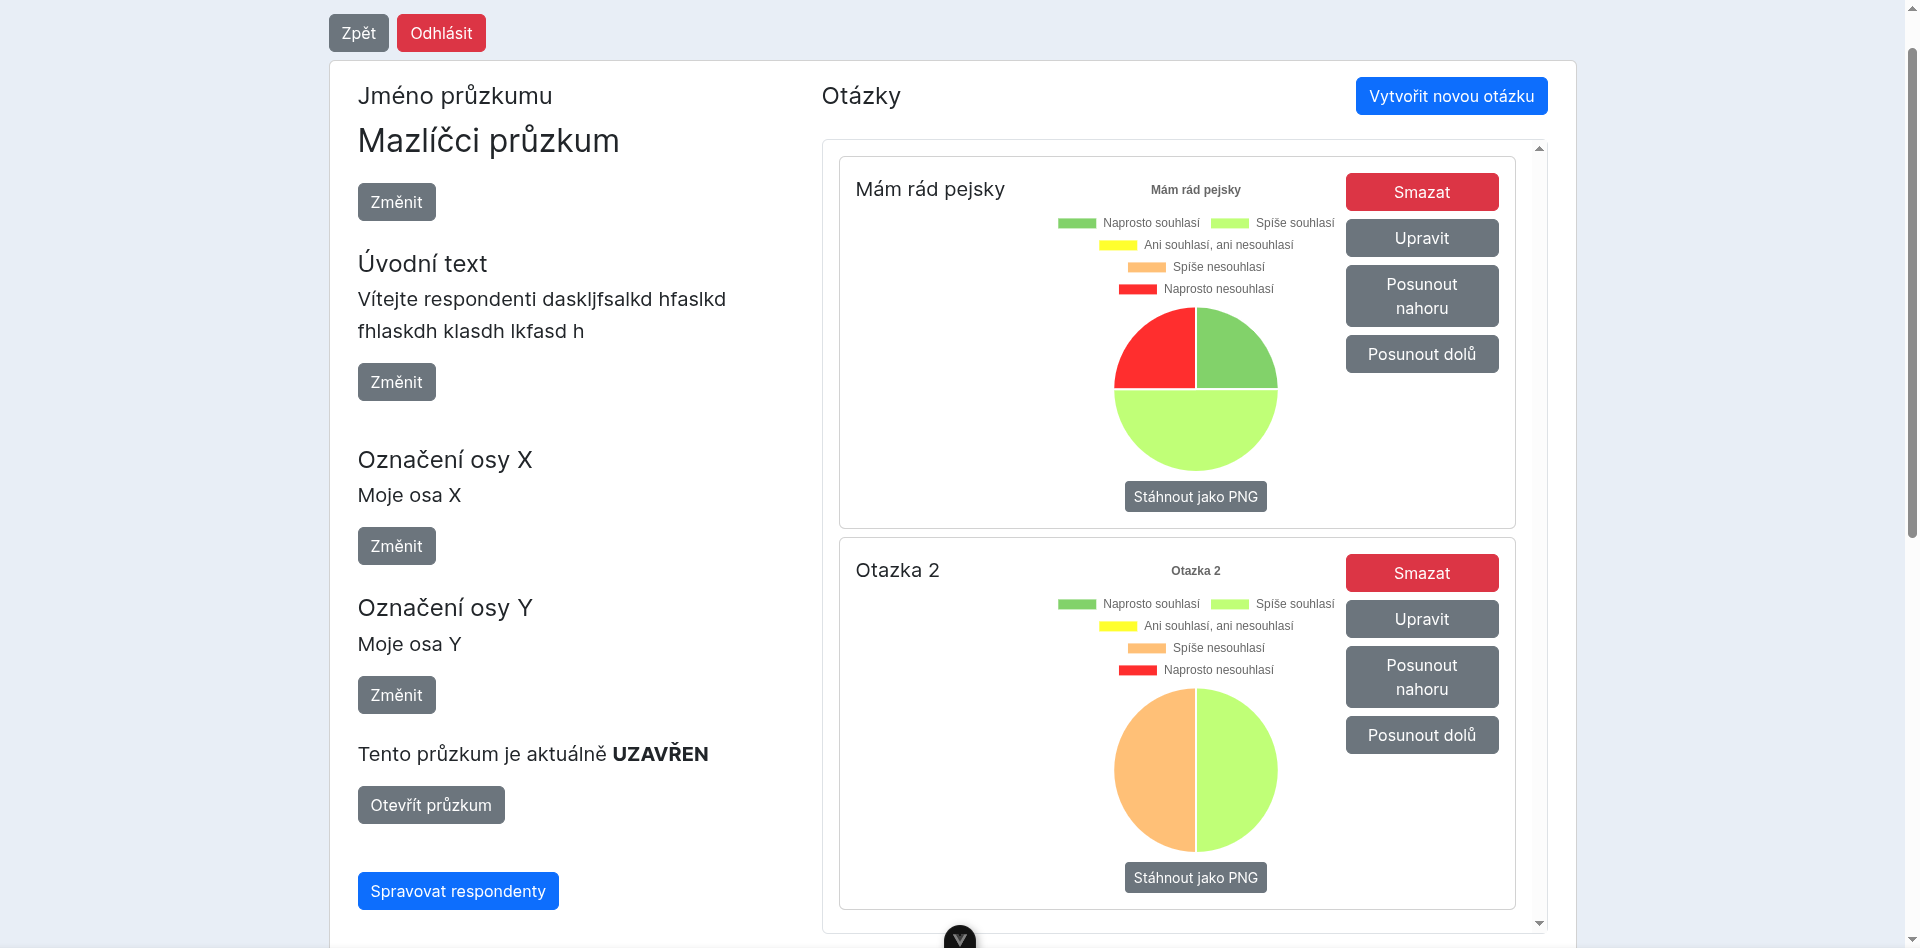 Zpět
Odhlásit
Jméno průzkumu
Mazlíčci průzkum
Změnit
Úvodní text
Vítejte respondenti daskljfsalkd hfaslkd
fhlaskdh klasdh lkfasd h
Změnit
Označení osy X
Moje osa X
Změnit
Označení osy Y
Moje osa Y
Změnit
Tento průzkum je aktuálně UZAVŘEN
Otevřít průzkum
Spravovat respondenty
Otázky
Vytvořit novou otázku
Mám rád pejsky
Mám rád pejsky
Naprosto souhlasí
Spíše souhlasí
Ani souhlasí, ani nesouhlasí
Spíše nesouhlasí
Naprosto nesouhlasí
Stáhnout jako PNG
Smazat
Upravit
Posunout
nahoru
Posunout dolů
Otazka 2
Otazka 2
Naprosto souhlasí
Spíše souhlasí
Ani souhlasí, ani nesouhlasí
Spíše nesouhlasí
Naprosto nesouhlasí
Stáhnout jako PNG
Smazat
Upravit
Posunout
nahoru
Posunout dolů